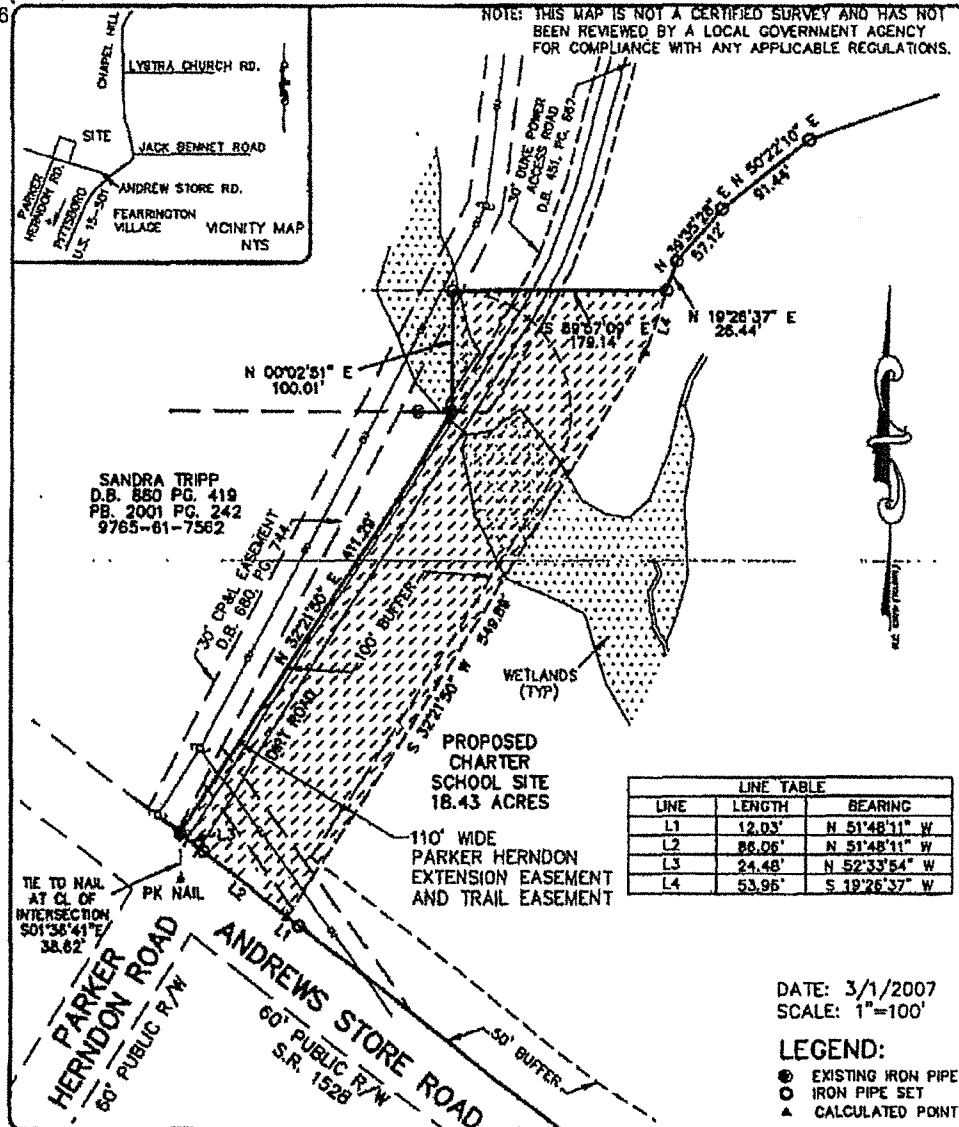 6
NOTE: THIS MAP IS NOT A CERTIFIED SURVEY AND HAS NOT
BEEN REVIEWED BY A LOCAL GOVERNMENT AGENCY
FOR COMPLIANCE WITH ANY APPLICABLE REGULATIONS.
CHAPEL HILL
LYSTRA CHURCH RD.
SITE
JACK BENNET ROAD
PARKER
HERNDON RD.
PITTSBORO
U.S. 15-501
ANDREW STORE RD.
FEARRINGTON
VILLAGE
VICINITY MAP
NTS
30' DUKE POWER
ACCESS ROAD
D.B. 451, PG. 667
N 50°22'10" E
91.44'
N 39°35'28" E
57.12'
N 19°26'37" E
26.44'
L4
S 89°57'09" E
179.14'
N 00°02'51" E
100.01'
SANDRA TRIPP
D.B. 880 PG. 419
PB. 2001 PG. 242
9765-61-7562
30' CP&L EASEMENT
D.B. 680, PG. 744
N 32°21'50" E 411.29'
100' BUFFER
DIRT ROAD
S 32°21'50" W 549.89'
WETLANDS
(TYP)
PROPOSED
CHARTER
SCHOOL SITE
18.43 ACRES
110' WIDE
PARKER HERNDON
EXTENSION EASEMENT
AND TRAIL EASEMENT
LINE TABLE
LINE LENGTH BEARING
L1 12.03' N 51°48'11" W
L2 86.06' N 51°48'11" W
L3 24.48' N 52°33'54" W
L4 53.96' S 19°26'37" W
L3
L2
L1
TIE TO NAIL
AT CL OF
INTERSECTION
S01°36'41"E
38.62'
PK NAIL
PARKER
HERNDON ROAD
60' PUBLIC R/W
ANDREWS STORE ROAD
60' PUBLIC R/W
S.R. 1528
50' BUFFER
DATE: 3/1/2007
SCALE: 1"=100'
LEGEND:
EXISTING IRON PIPE
IRON PIPE SET
CALCULATED POINT